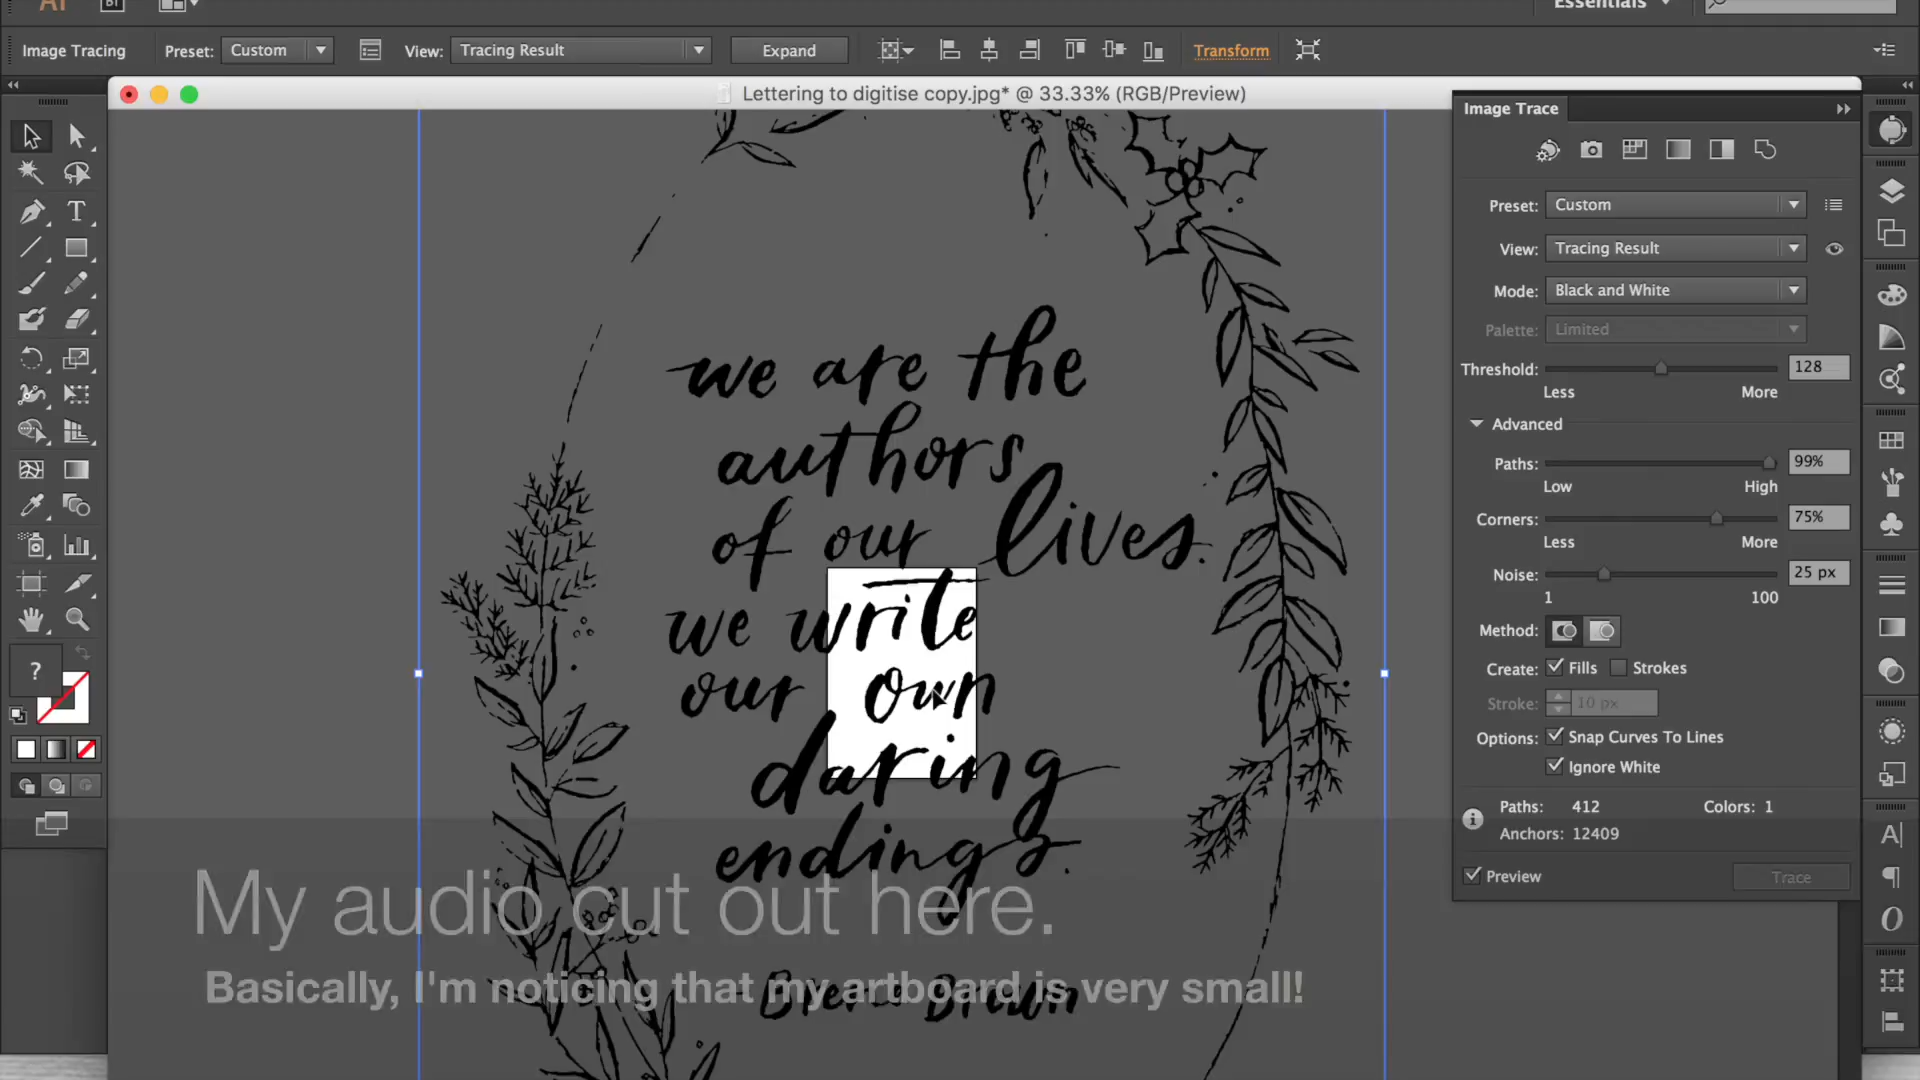 Ai Br Essentials
Image Tracing Preset: Custom View: Tracing Result Expand Transform
Lettering to digitise copy.jpg* @ 33.33% (RGB/Preview)
Image Trace
Preset: Custom
View: Tracing Result
Mode: Black and White
Palette: Limited
Threshold: 128
Less More
Advanced
Paths: 99%
Low High
Corners: 75%
Less More
Noise: 25 px
1 100
Method:
Create: Fills Strokes
Stroke: 10 px
Options: Snap Curves To Lines
Ignore White
Paths: 412 Colors: 1
Anchors: 12409
Preview Trace
we are the
authors
of our lives.
we write
our own
daring
endings.
My audio cut out here.
Basically, I'm noticing that my artboard is very small!
- Brene Brown